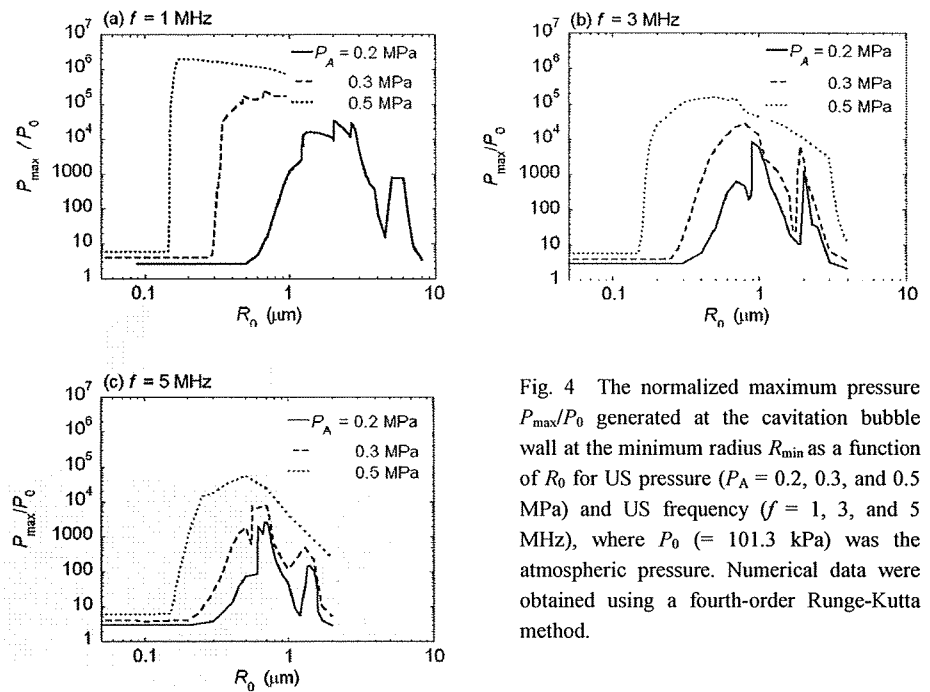 (a) f = 1 MHz
10^7
10^6
10^5
10^4
1000
100
10
1
P_max /P_0
P_A = 0.2 MPa
0.3 MPa
0.5 MPa
0.1
1
10
R_0 (μm)
(b) f = 3 MHz
10^7
10^6
10^5
10^4
1000
100
10
1
P_max/P_0
P_A = 0.2 MPa
0.3 MPa
0.5 MPa
0.1
1
10
R_0 (μm)
(c) f = 5 MHz
10^7
10^6
10^5
10^4
1000
100
10
1
P_max/P_0
P_A = 0.2 MPa
0.3 MPa
0.5 MPa
0.1
1
10
R_0 (μm)
Fig. 4 The normalized maximum pressure
P_max/P_0 generated at the cavitation bubble
wall at the minimum radius R_min as a function
of R_0 for US pressure (P_A = 0.2, 0.3, and 0.5
MPa) and US frequency (f = 1, 3, and 5
MHz), where P_0 (= 101.3 kPa) was the
atmospheric pressure. Numerical data were
obtained using a fourth-order Runge-Kutta
method.